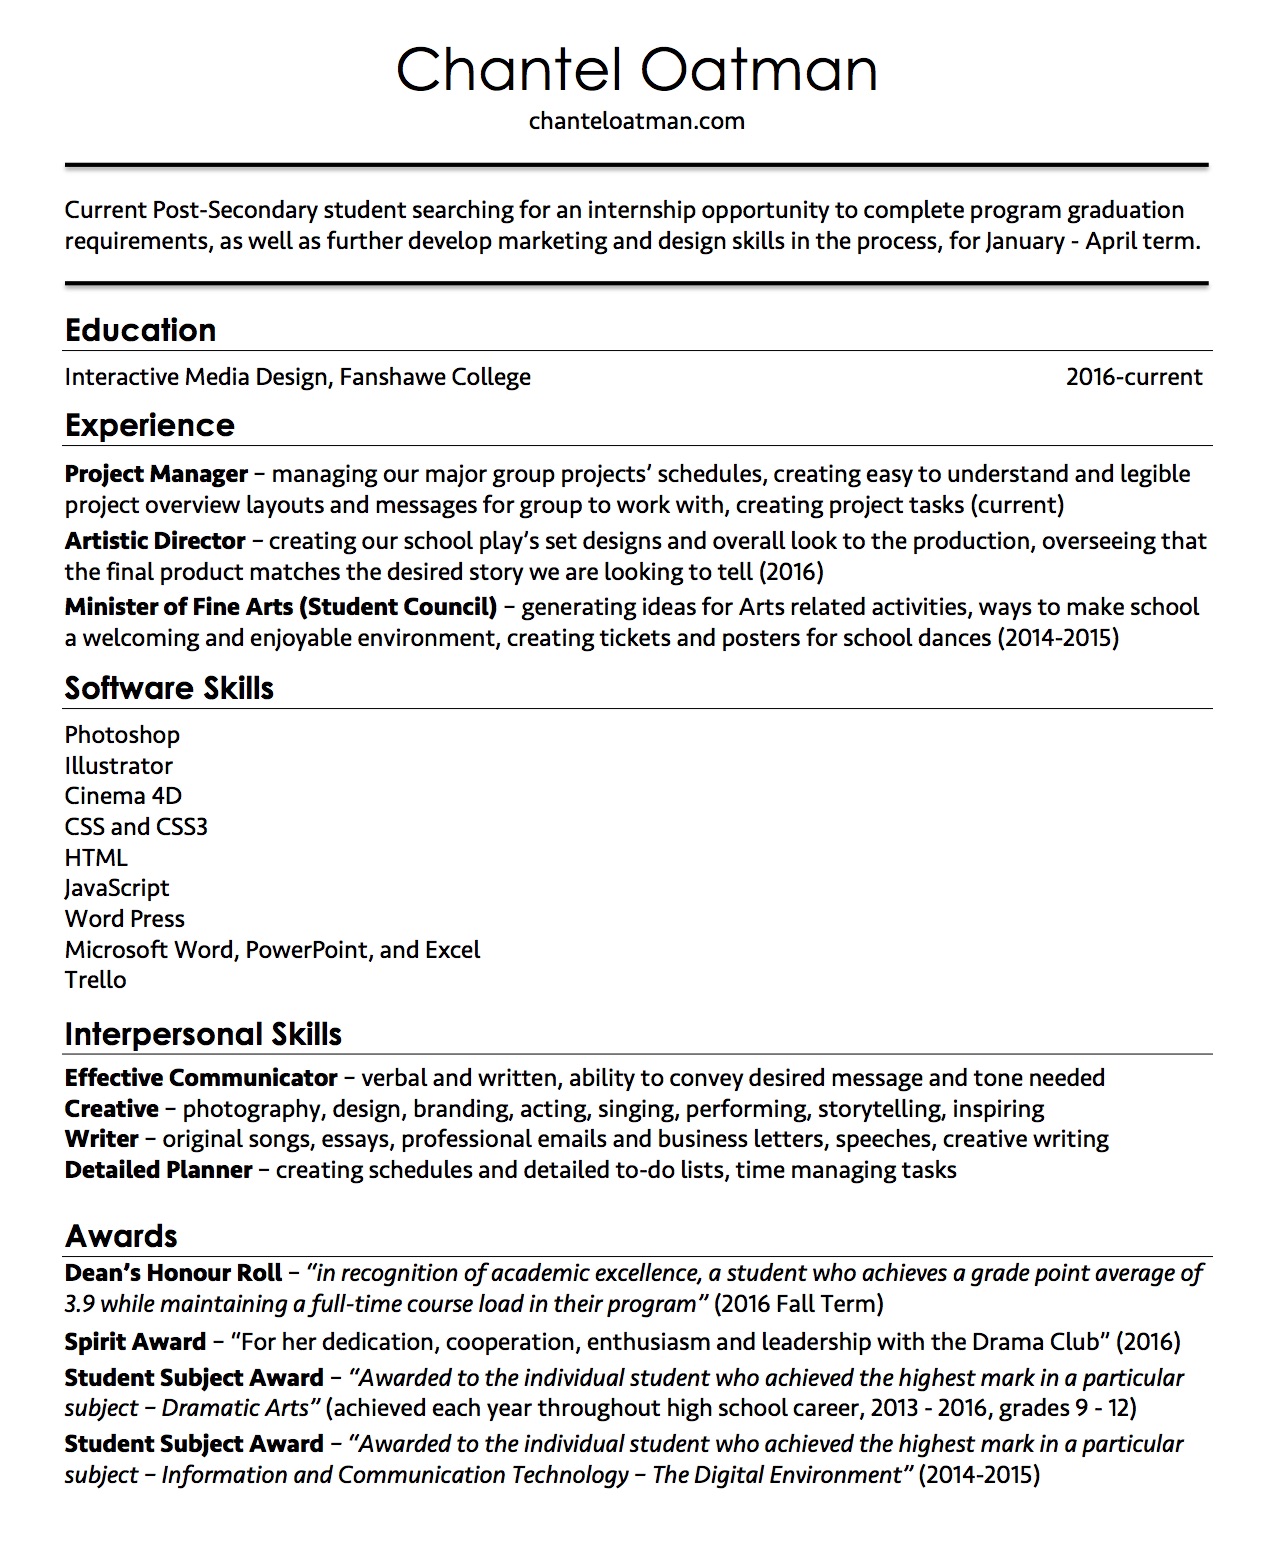 Chantel Oatman
chanteloatman.com
Current Post-Secondary student searching for an internship opportunity to complete program graduation
requirements, as well as further develop marketing and design skills in the process, for January - April term.
Education
Interactive Media Design, Fanshawe College 2016-current
Experience
Project Manager – managing our major group projects’ schedules, creating easy to understand and legible
project overview layouts and messages for group to work with, creating project tasks (current)
Artistic Director – creating our school play’s set designs and overall look to the production, overseeing that
the final product matches the desired story we are looking to tell (2016)
Minister of Fine Arts (Student Council) – generating ideas for Arts related activities, ways to make school
a welcoming and enjoyable environment, creating tickets and posters for school dances (2014-2015)
Software Skills
Photoshop
Illustrator
Cinema 4D
CSS and CSS3
HTML
JavaScript
Word Press
Microsoft Word, PowerPoint, and Excel
Trello
Interpersonal Skills
Effective Communicator – verbal and written, ability to convey desired message and tone needed
Creative – photography, design, branding, acting, singing, performing, storytelling, inspiring
Writer – original songs, essays, professional emails and business letters, speeches, creative writing
Detailed Planner – creating schedules and detailed to-do lists, time managing tasks
Awards
Dean’s Honour Roll – “in recognition of academic excellence, a student who achieves a grade point average of
3.9 while maintaining a full-time course load in their program” (2016 Fall Term)
Spirit Award – “For her dedication, cooperation, enthusiasm and leadership with the Drama Club” (2016)
Student Subject Award – “Awarded to the individual student who achieved the highest mark in a particular
subject – Dramatic Arts” (achieved each year throughout high school career, 2013 - 2016, grades 9 - 12)
Student Subject Award – “Awarded to the individual student who achieved the highest mark in a particular
subject – Information and Communication Technology – The Digital Environment” (2014-2015)